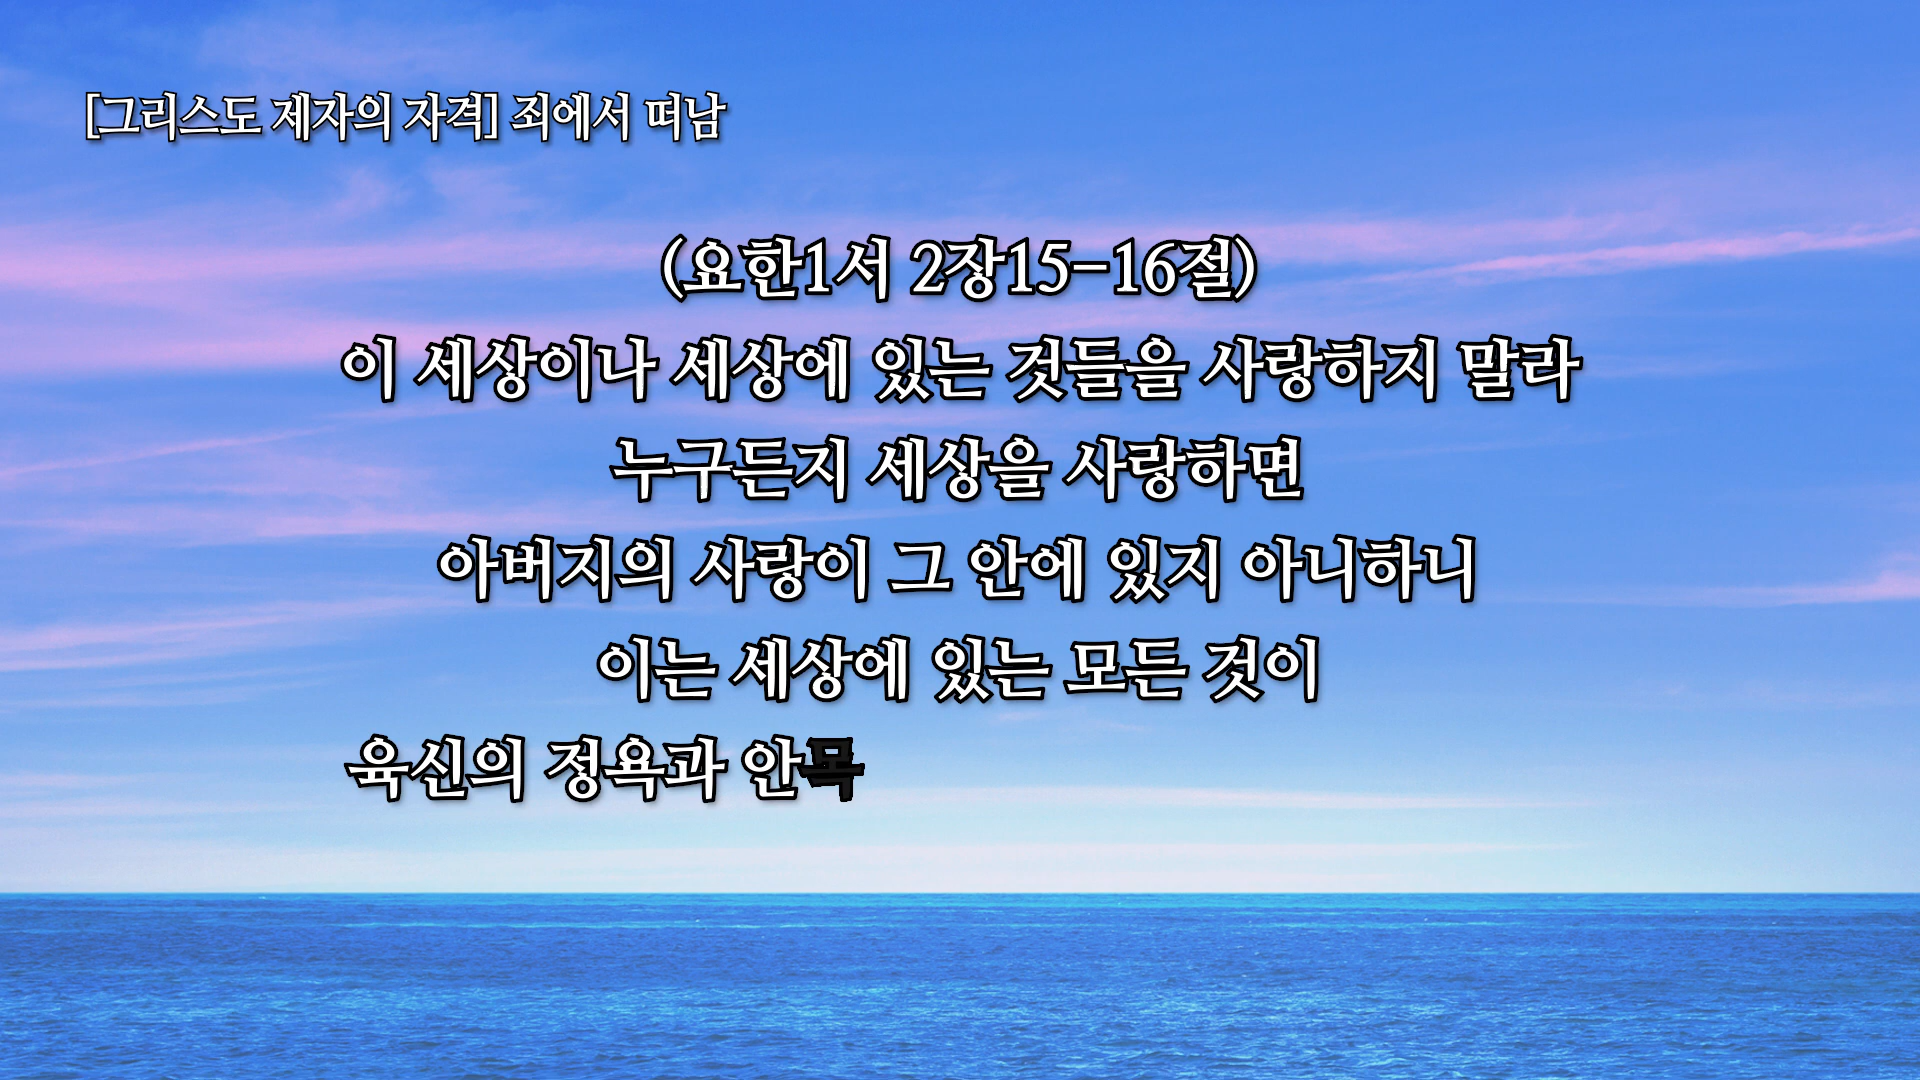 [그리스도 제자의 자격] 죄에서 떠남
(요한1서 2장15-16절)
이 세상이나 세상에 있는 것들을 사랑하지 말라
누구든지 세상을 사랑하면
아버지의 사랑이 그 안에 있지 아니하니
이는 세상에 있는 모든 것이
육신의 정욕과 안목